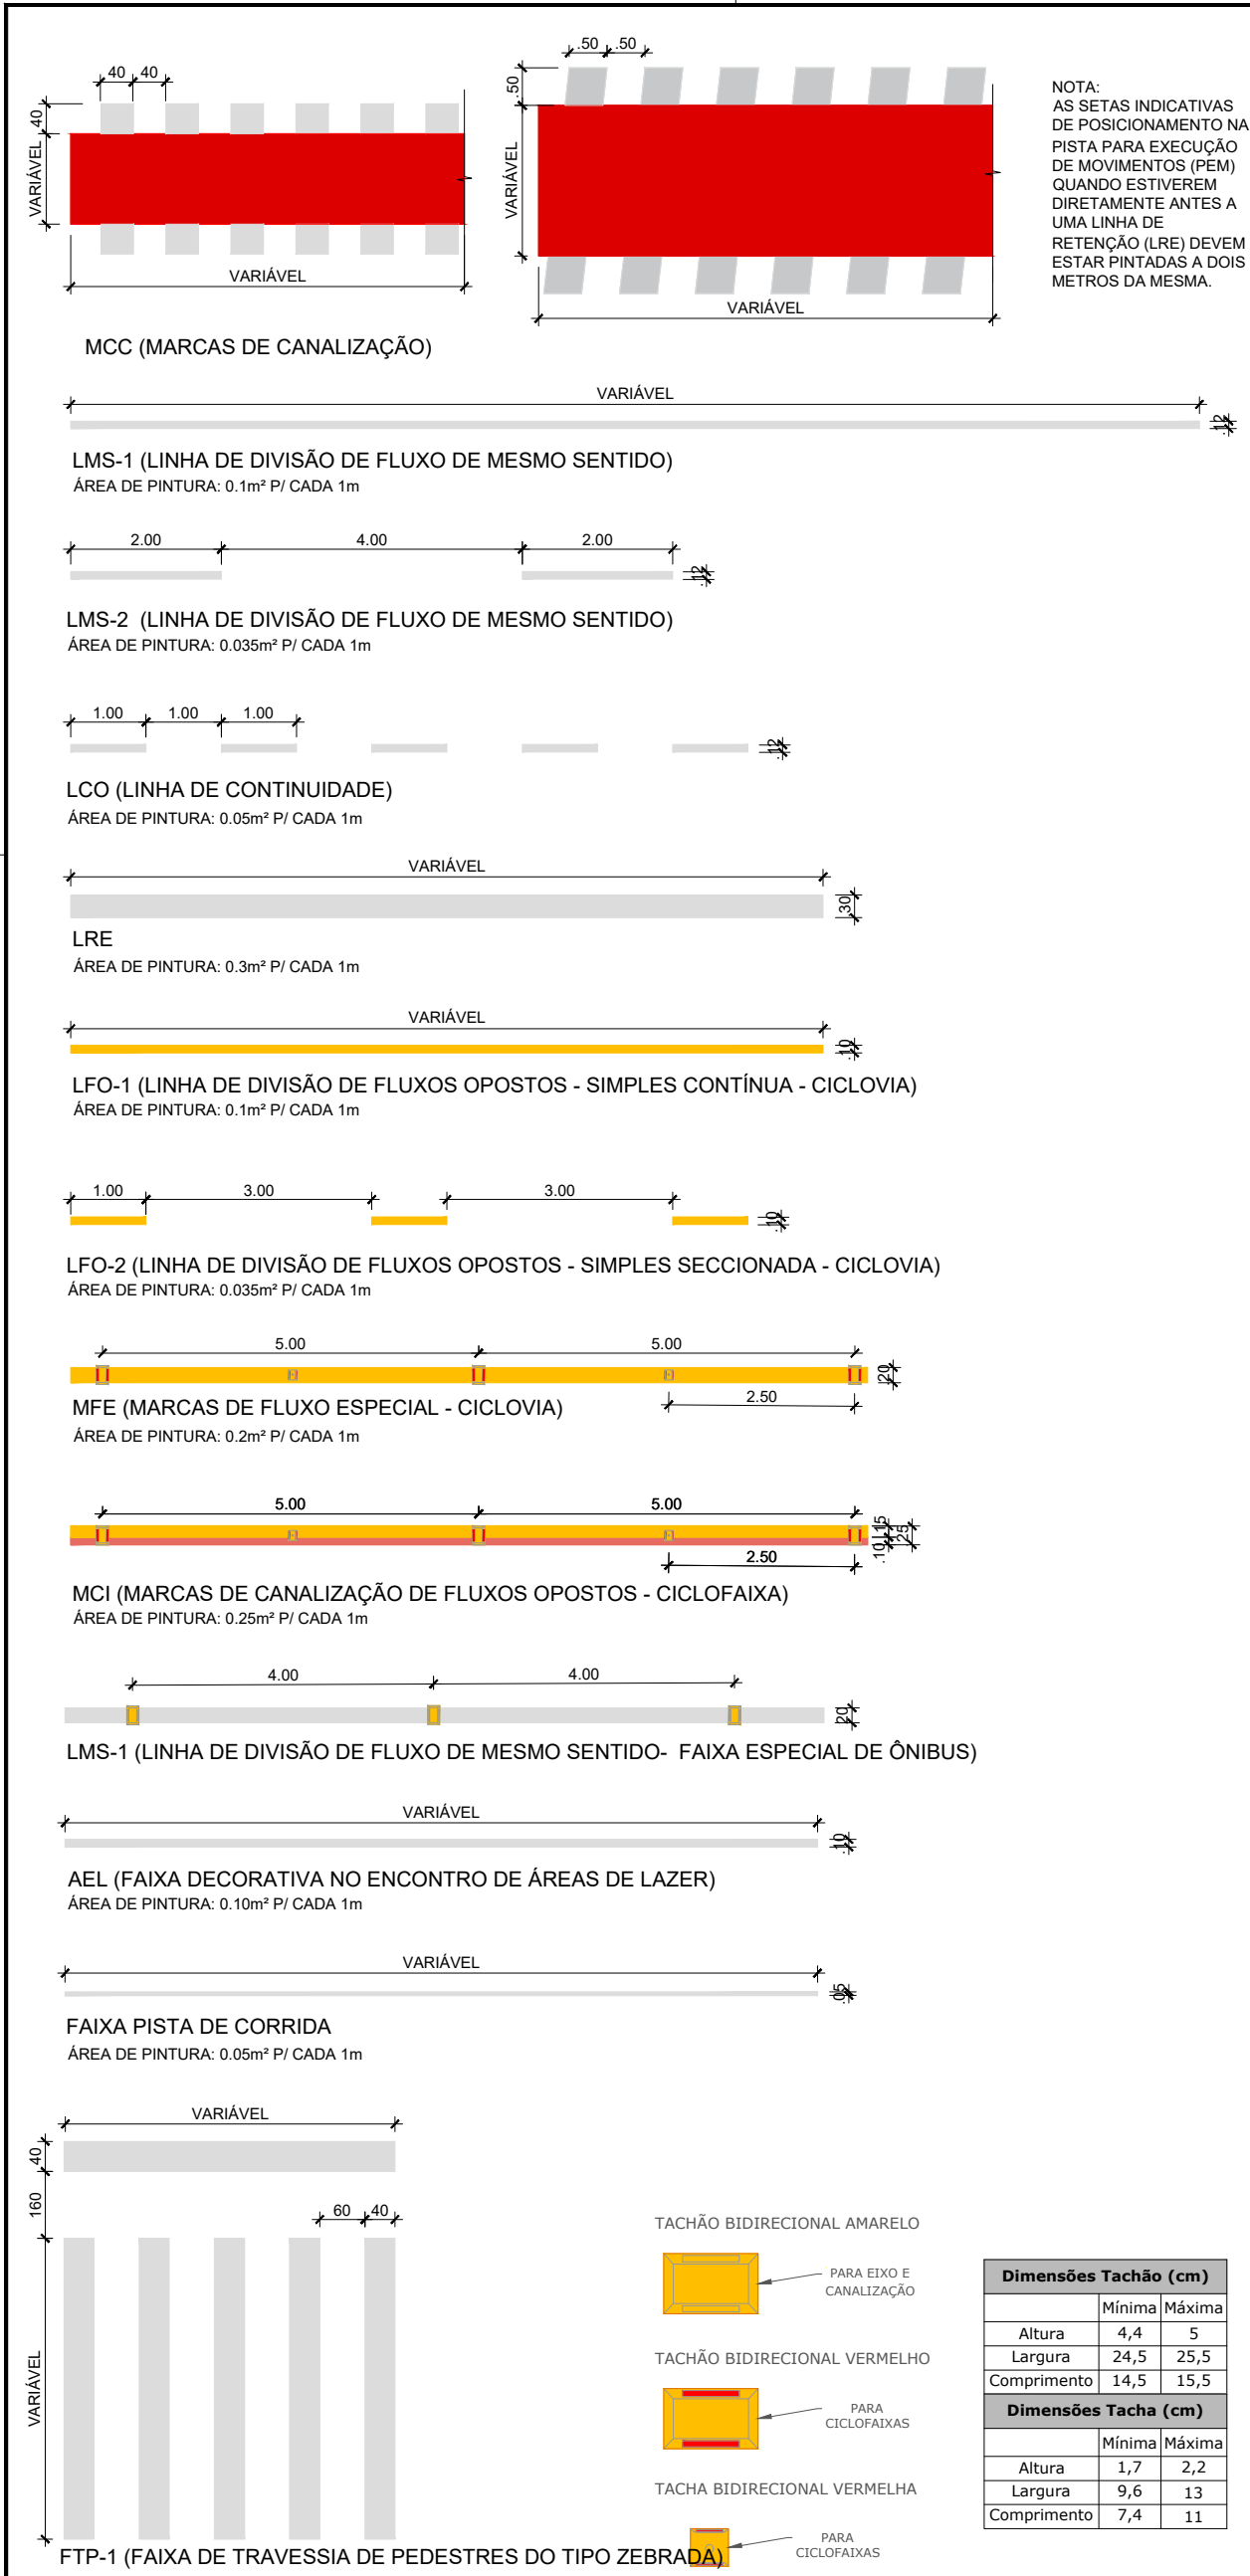 .50 .50
40 40
.50
40
VARIÁVEL
VARIÁVEL
VARIÁVEL
VARIÁVEL
NOTA:
AS SETAS INDICATIVAS
DE POSICIONAMENTO NA
PISTA PARA EXECUÇÃO
DE MOVIMENTOS (PEM)
QUANDO ESTIVEREM
DIRETAMENTE ANTES A
UMA LINHA DE
RETENÇÃO (LRE) DEVEM
ESTAR PINTADAS A DOIS
METROS DA MESMA.
MCC (MARCAS DE CANALIZAÇÃO)
VARIÁVEL
.12
LMS-1 (LINHA DE DIVISÃO DE FLUXO DE MESMO SENTIDO)
ÁREA DE PINTURA: 0.1m² P/ CADA 1m
2.00 4.00 2.00
.12
LMS-2 (LINHA DE DIVISÃO DE FLUXO DE MESMO SENTIDO)
ÁREA DE PINTURA: 0.035m² P/ CADA 1m
1.00 1.00 1.00
.12
LCO (LINHA DE CONTINUIDADE)
ÁREA DE PINTURA: 0.05m² P/ CADA 1m
VARIÁVEL
.30
LRE
ÁREA DE PINTURA: 0.3m² P/ CADA 1m
VARIÁVEL
.10
LFO-1 (LINHA DE DIVISÃO DE FLUXOS OPOSTOS - SIMPLES CONTÍNUA - CICLOVIA)
ÁREA DE PINTURA: 0.1m² P/ CADA 1m
1.00 3.00 3.00
.10
LFO-2 (LINHA DE DIVISÃO DE FLUXOS OPOSTOS - SIMPLES SECCIONADA - CICLOVIA)
ÁREA DE PINTURA: 0.035m² P/ CADA 1m
5.00 5.00
.20
2.50
MFE (MARCAS DE FLUXO ESPECIAL - CICLOVIA)
ÁREA DE PINTURA: 0.2m² P/ CADA 1m
5.00 5.00
.10 .15
.25
2.50
MCI (MARCAS DE CANALIZAÇÃO DE FLUXOS OPOSTOS - CICLOFAIXA)
ÁREA DE PINTURA: 0.25m² P/ CADA 1m
4.00 4.00
.20
LMS-1 (LINHA DE DIVISÃO DE FLUXO DE MESMO SENTIDO- FAIXA ESPECIAL DE ÔNIBUS)
VARIÁVEL
.10
AEL (FAIXA DECORATIVA NO ENCONTRO DE ÁREAS DE LAZER)
ÁREA DE PINTURA: 0.10m² P/ CADA 1m
VARIÁVEL
.05
FAIXA PISTA DE CORRIDA
ÁREA DE PINTURA: 0.05m² P/ CADA 1m
VARIÁVEL
40
160
60 40
VARIÁVEL
FTP-1 (FAIXA DE TRAVESSIA DE PEDESTRES DO TIPO ZEBRADA)
TACHÃO BIDIRECIONAL AMARELO
PARA EIXO E
CANALIZAÇÃO
TACHÃO BIDIRECIONAL VERMELHO
PARA
CICLOFAIXAS
TACHA BIDIRECIONAL VERMELHA
PARA
CICLOFAIXAS
Dimensões Tachão (cm)
Mínima Máxima
Altura 4,4 5
Largura 24,5 25,5
Comprimento 14,5 15,5
Dimensões Tacha (cm)
Mínima Máxima
Altura 1,7 2,2
Largura 9,6 13
Comprimento 7,4 11